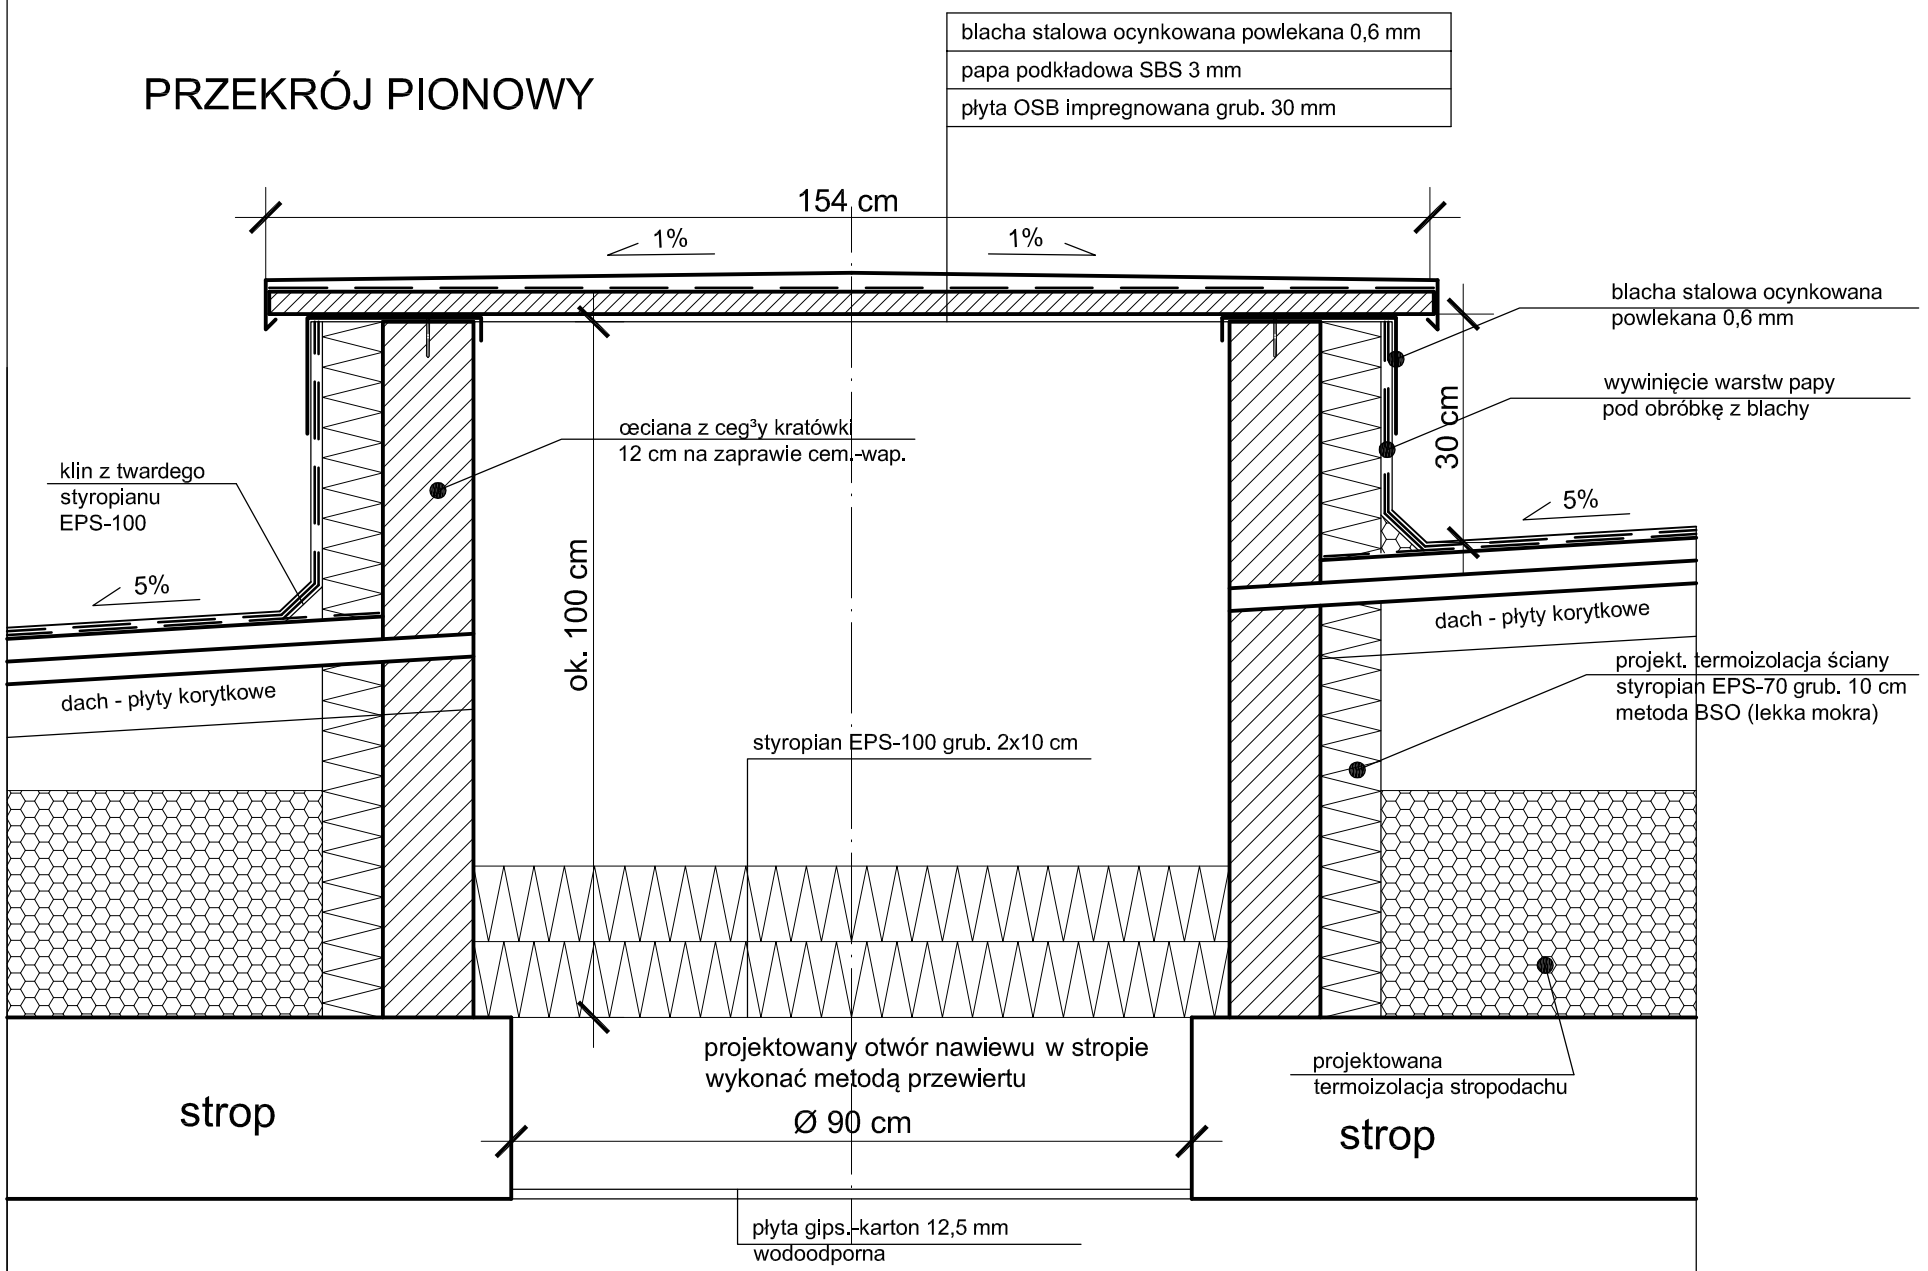 blacha stalowa ocynkowana powlekana 0,6 mm
papa podkładowa SBS 3 mm
płyta OSB impregnowana grub. 30 mm
PRZEKRÓJ PIONOWY
154 cm
1%
1%
blacha stalowa ocynkowana
powlekana 0,6 mm
wywinięcie warstw papy
pod obróbkę z blachy
30 cm
œciana z ceg³y kratówki
12 cm na zaprawie cem.-wap.
klin z twardego
styropianu
EPS-100
5%
5%
ok. 100 cm
dach - płyty korytkowe
dach - płyty korytkowe
projekt. termoizolacja ściany
styropian EPS-70 grub. 10 cm
metoda BSO (lekka mokra)
styropian EPS-100 grub. 2x10 cm
projektowany otwór nawiewu w stropie
wykonać metodą przewiertu
Ø 90 cm
projektowana
termoizolacja stropodachu
strop
strop
płyta gips.-karton 12,5 mm
wodoodporna